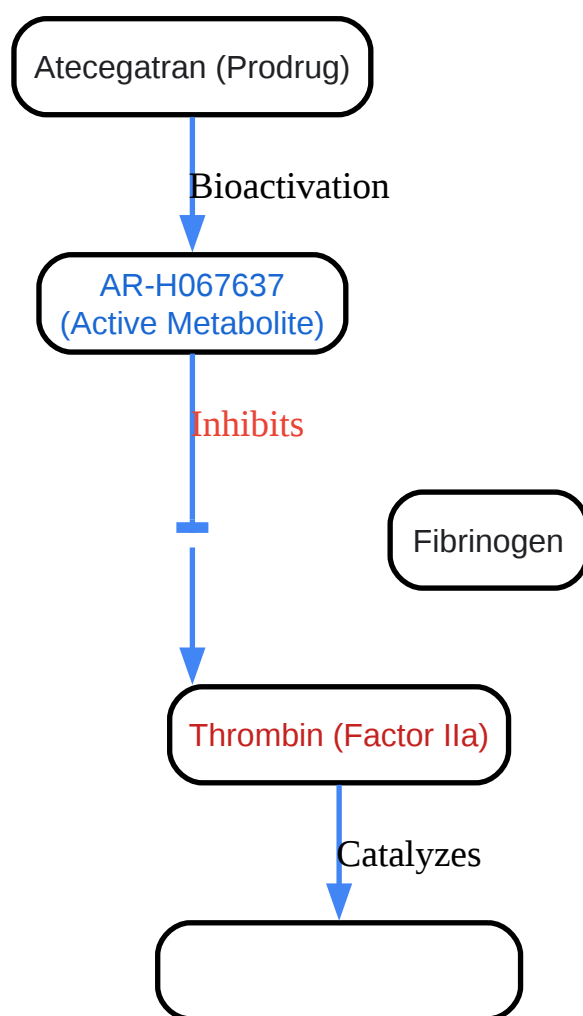 Atecegatran (Prodrug)
Bioactivation
AR-H067637
(Active Metabolite)
Inhibits
Fibrinogen
Thrombin (Factor IIa)
Catalyzes